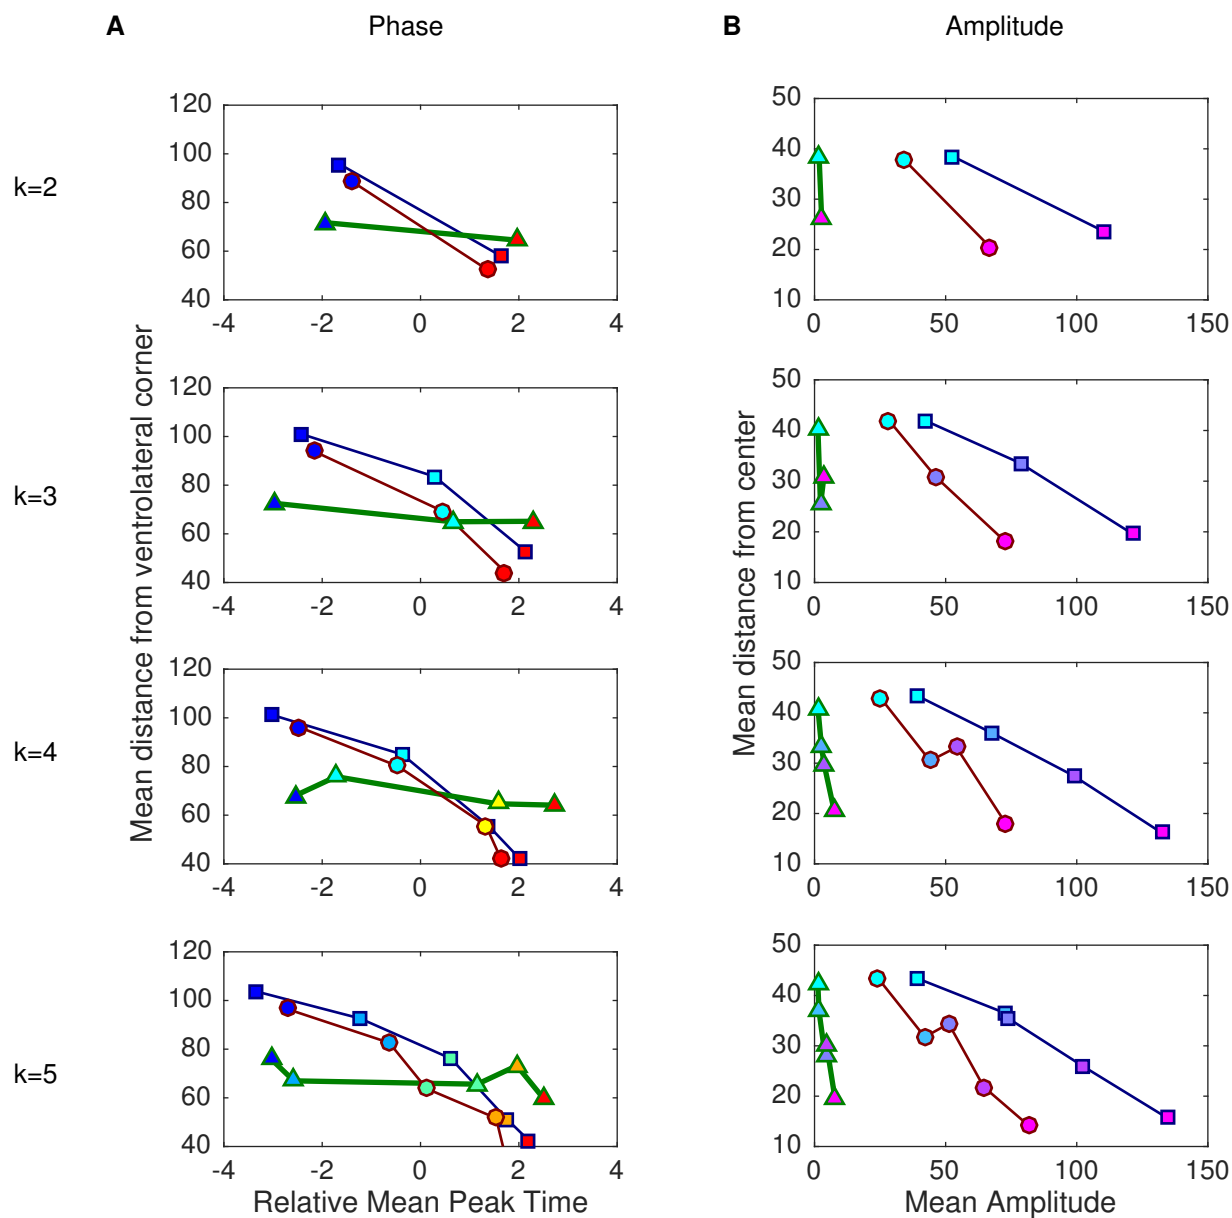 A Phase B Amplitude
k=2
120
100
80
60
40
-4 -2 0 2 4
50
40
30
20
10
0 50 100 150
k=3
120
100
80
60
40
-4 -2 0 2 4
50
40
30
20
10
0 50 100 150
k=4
120
100
80
60
40
-4 -2 0 2 4
50
40
30
20
10
0 50 100 150
k=5
120
100
80
60
40
-4 -2 0 2 4
50
40
30
20
10
0 50 100 150
Mean distance from ventrolateral corner
Mean distance from center
Relative Mean Peak Time
Mean Amplitude